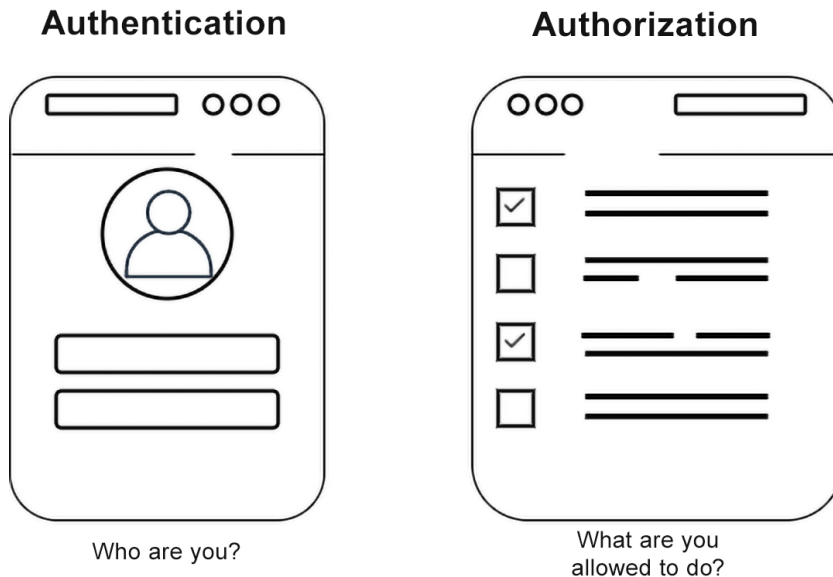 Authentication
Authorization
Who are you?
What are you
allowed to do?